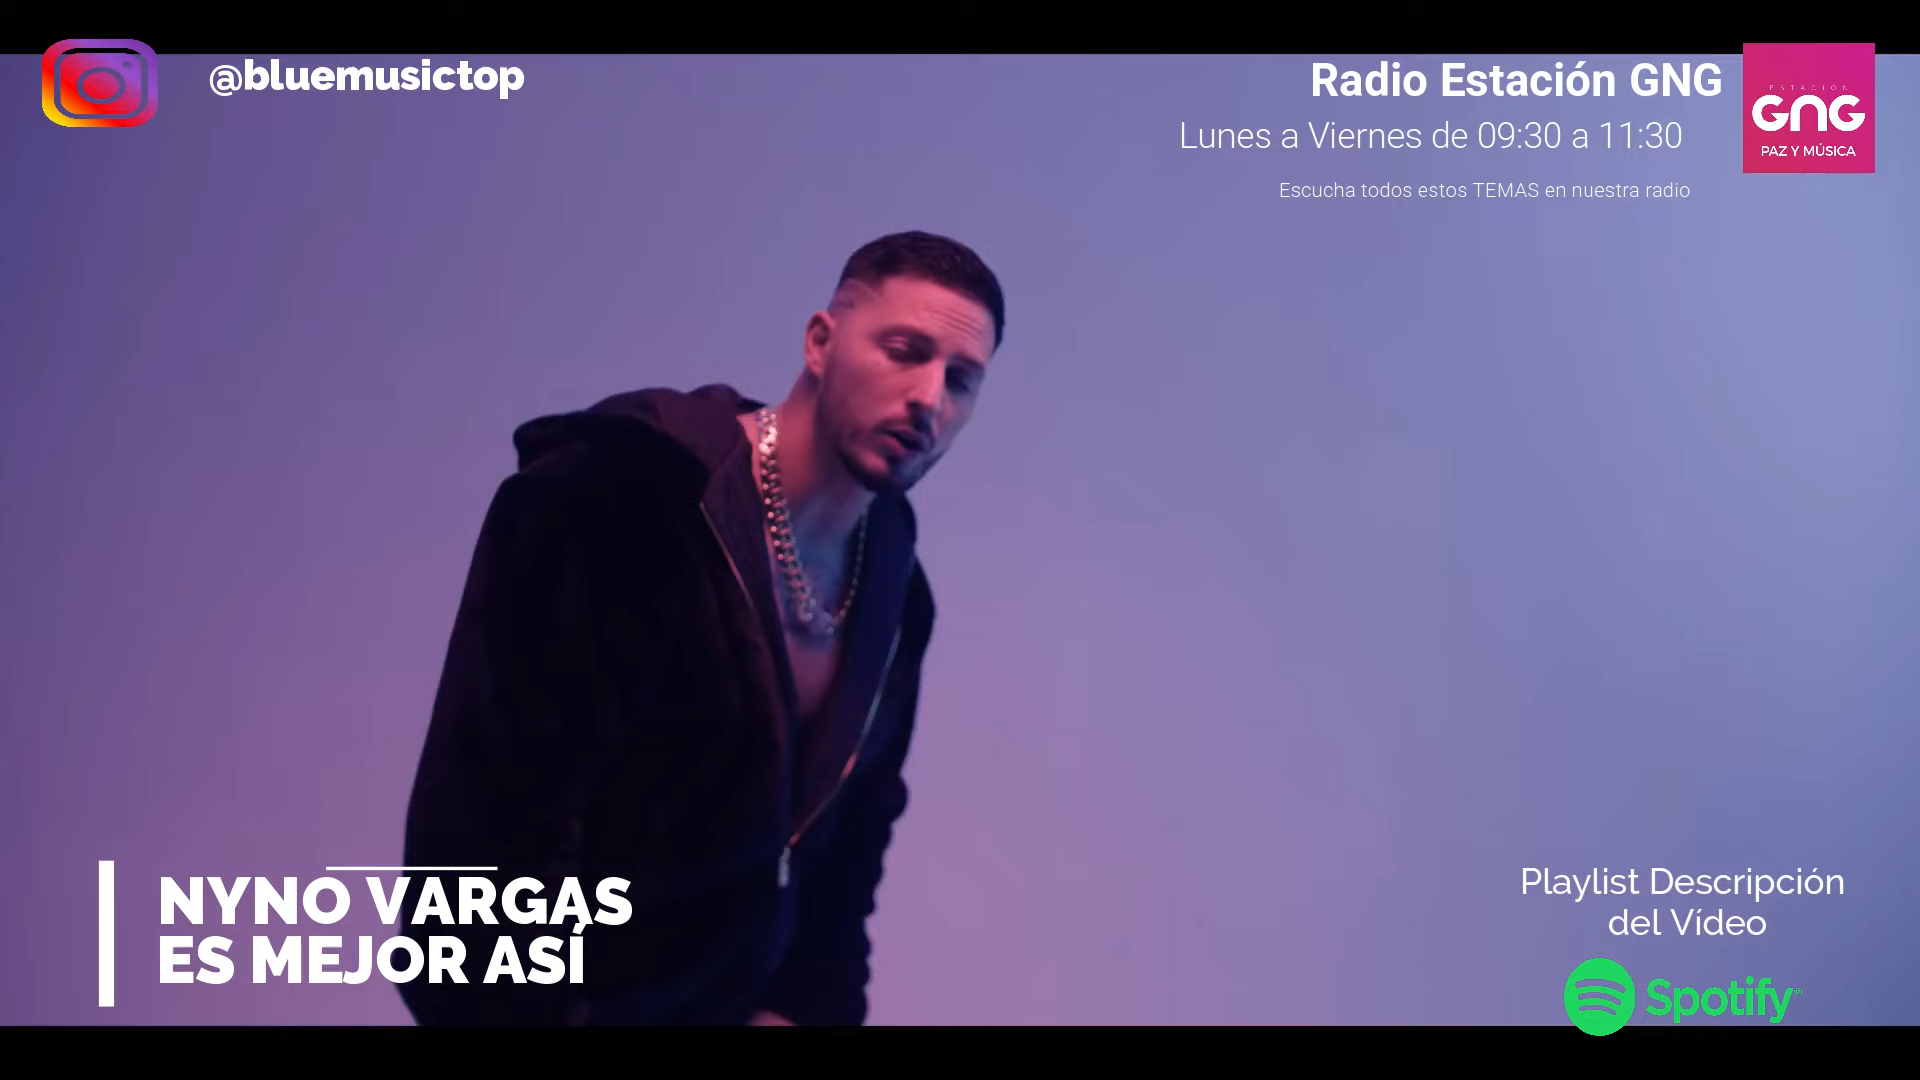 @bluemusictop
Radio Estación GNG
Lunes a Viernes de 09:30 a 11:30
Escucha todos estos TEMAS en nuestra radio
ESTACIÓN
GNG
PAZ Y MÚSICA
NYNO VARGAS
ES MEJOR ASÍ
Playlist Descripción
del Vídeo
Spotify®